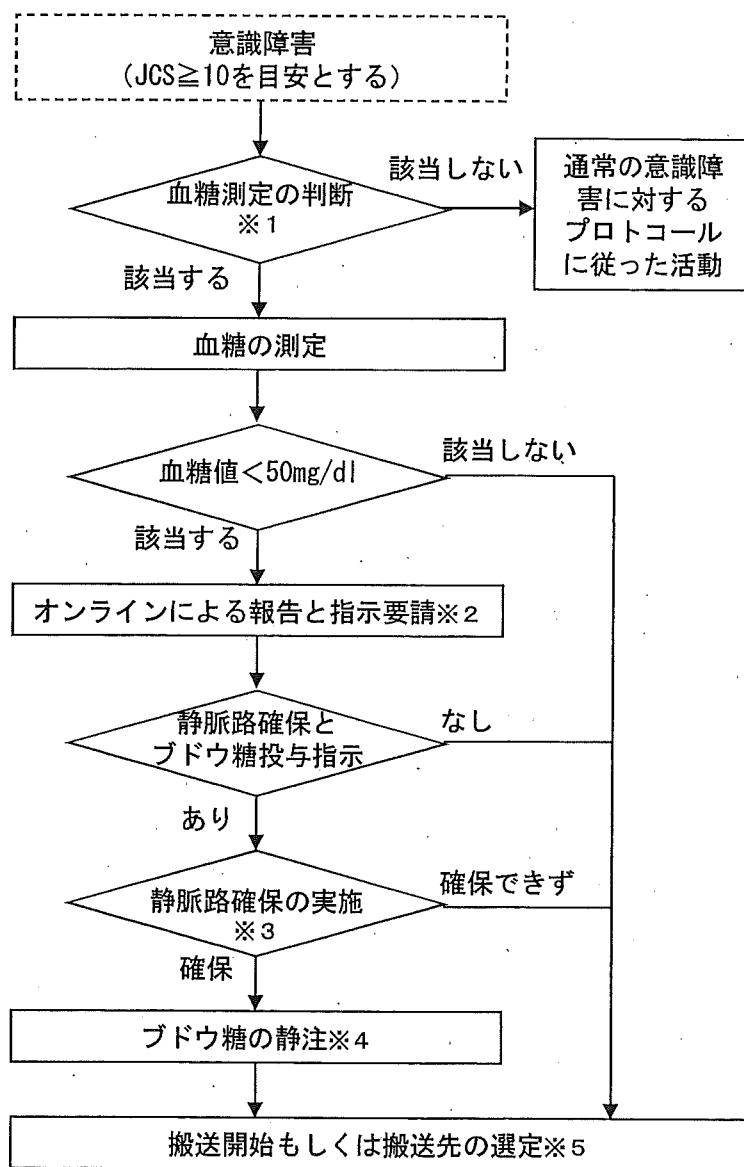 意識障害
(JCS≧10を目安とする)
血糖測定の判断
※1
該当しない
通常の意識障
害に対する
プロトコール
に従った活動
該当する
血糖の測定
血糖値<50mg/dl
該当しない
該当する
オンラインによる報告と指示要請※2
静脈路確保と
ブドウ糖投与指示
なし
あり
静脈路確保の実施
※3
確保できず
確保
ブドウ糖の静注※4
搬送開始もしくは搬送先の選定※5